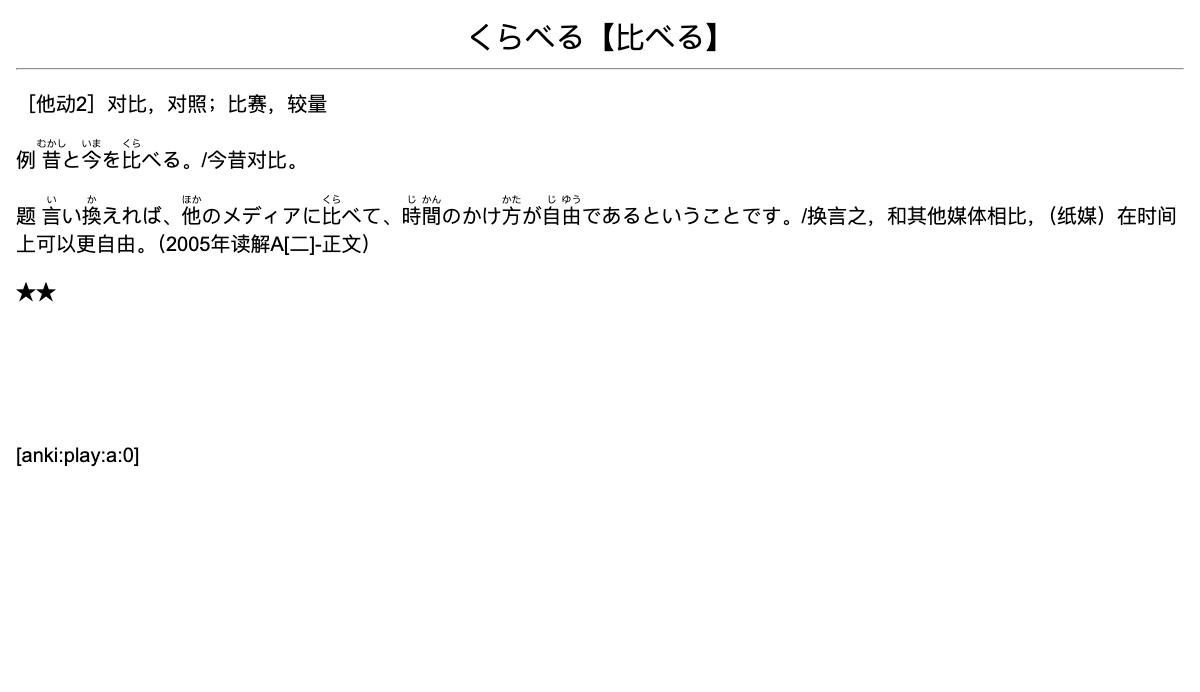 くらべる【比べる】
［他动2］对比，对照；比赛，较量
むかし いま くら
例 昔と今を比べる。/今昔对比。
い か ほか くら じ かん かた じ ゆう
题 言い換えれば、他のメディアに比べて、時間のかけ方が自由であるということです。/换言之，和其他媒体相比，（纸媒）在时间
上可以更自由。（2005年读解A[二]-正文）
★★
[anki:play:a:0]